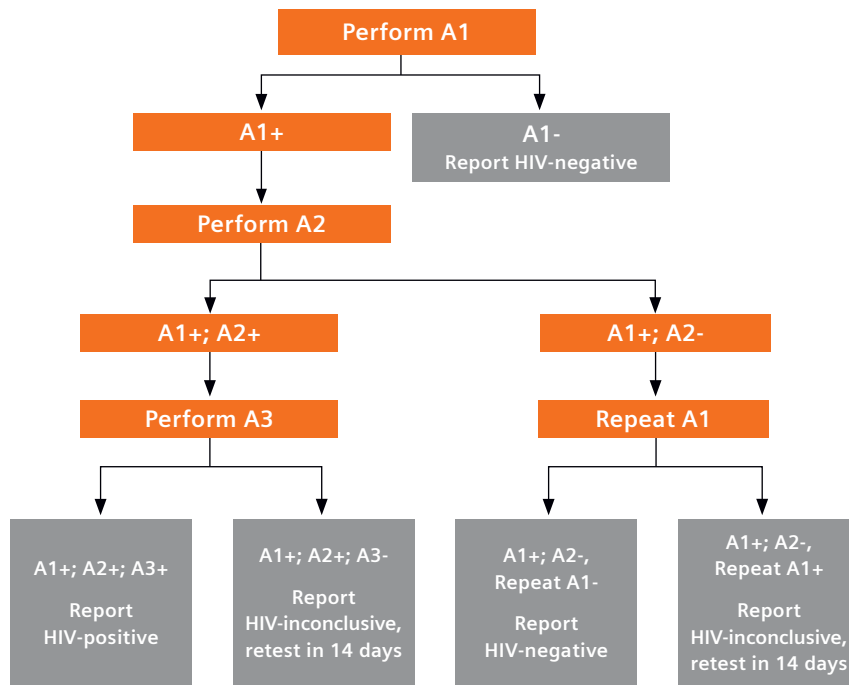 Perform A1
A1+
A1-
Report HIV-negative
Perform A2
A1+; A2+
A1+; A2-
Perform A3
Repeat A1
A1+; A2+; A3+
Report
HIV-positive
A1+; A2+; A3-
Report
HIV-inconclusive,
retest in 14 days
A1+; A2-,
Repeat A1-
Report
HIV-negative
A1+; A2-,
Repeat A1+
Report
HIV-inconclusive,
retest in 14 days